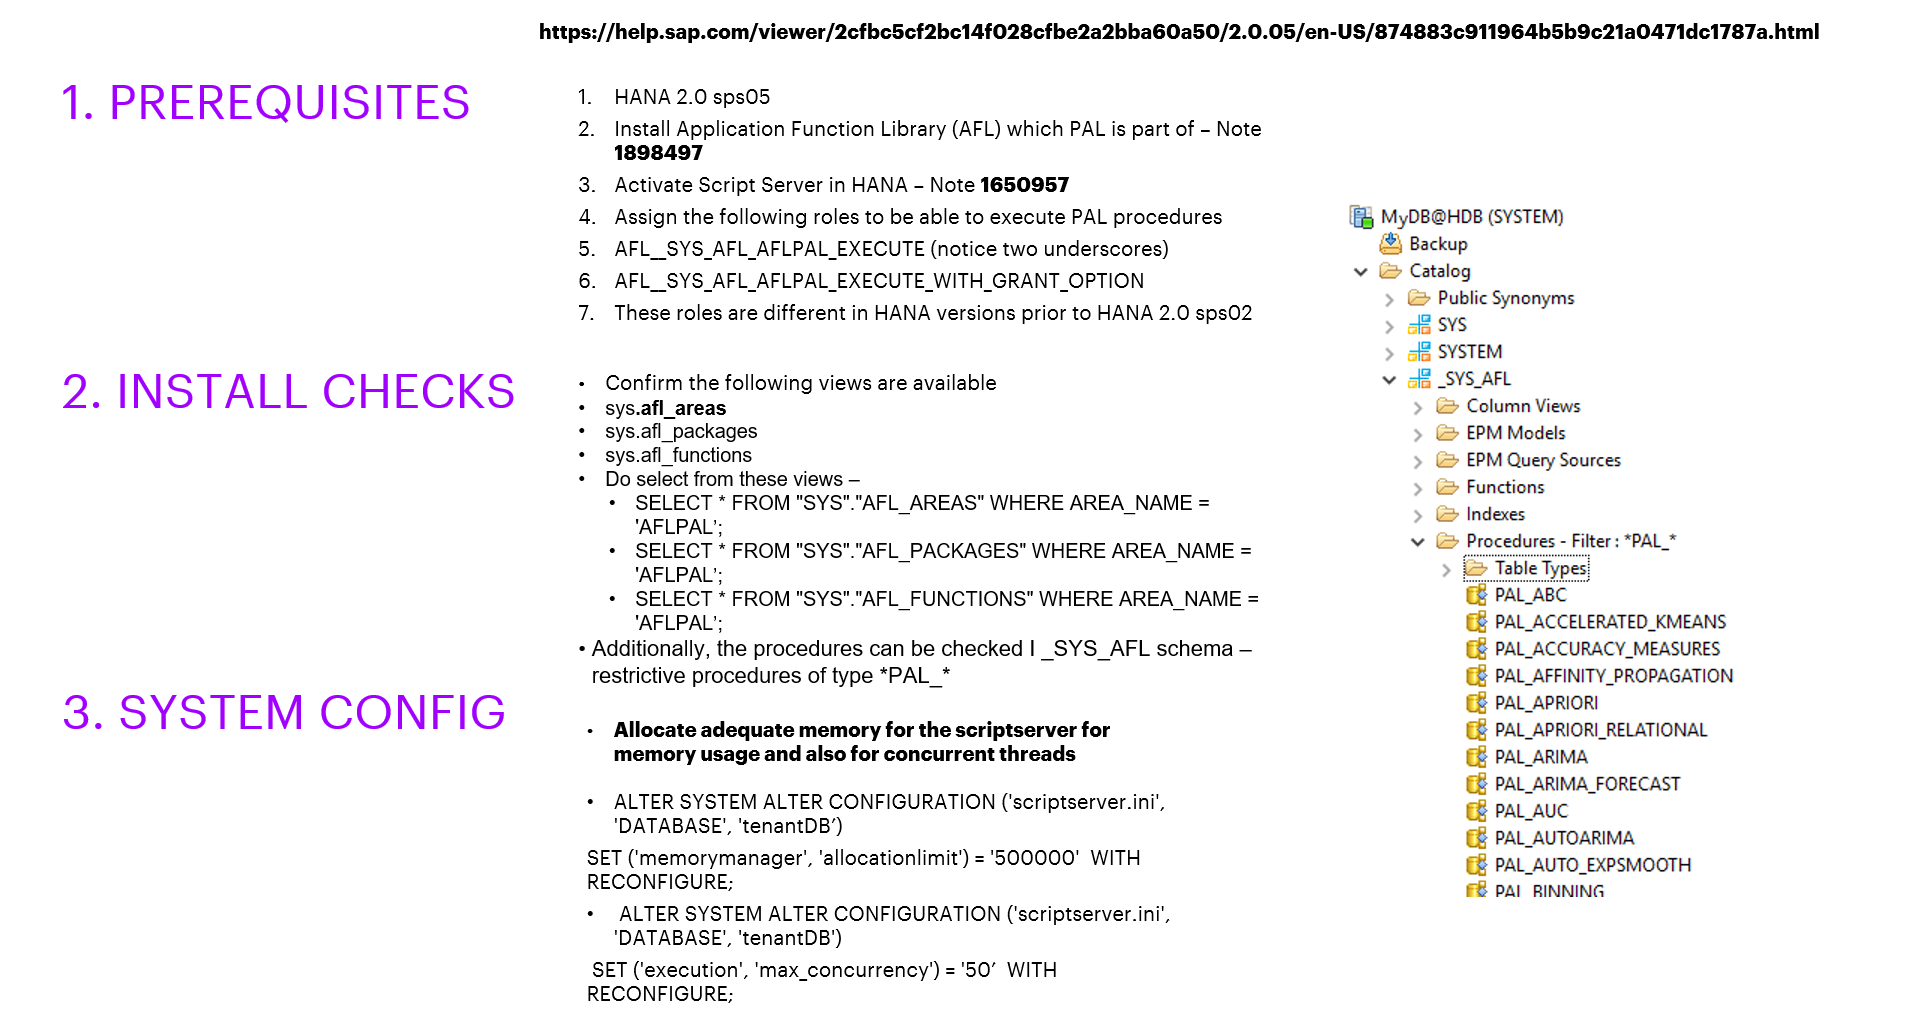 https://help.sap.com/viewer/2cfbc5cf2bc14f028cfbe2a2bba60a50/2.0.05/en-US/874883c911964b5b9c21a0471dc1787a.html
1. PREREQUISITES
1. HANA 2.0 sps05
2. Install Application Function Library (AFL) which PAL is part of – Note
1898497
3. Activate Script Server in HANA – Note 1650957
4. Assign the following roles to be able to execute PAL procedures
5. AFL__SYS_AFL_AFLPAL_EXECUTE (notice two underscores)
6. AFL__SYS_AFL_AFLPAL_EXECUTE_WITH_GRANT_OPTION
7. These roles are different in HANA versions prior to HANA 2.0 sps02
2. INSTALL CHECKS
• Confirm the following views are available
• sys.afl_areas
• sys.afl_packages
• sys.afl_functions
• Do select from these views –
• SELECT * FROM "SYS"."AFL_AREAS" WHERE AREA_NAME =
'AFLPAL’;
• SELECT * FROM "SYS"."AFL_PACKAGES" WHERE AREA_NAME =
'AFLPAL’;
• SELECT * FROM "SYS"."AFL_FUNCTIONS" WHERE AREA_NAME =
'AFLPAL’;
• Additionally, the procedures can be checked I _SYS_AFL schema –
restrictive procedures of type *PAL_*
3. SYSTEM CONFIG
• Allocate adequate memory for the scriptserver for
memory usage and also for concurrent threads
• ALTER SYSTEM ALTER CONFIGURATION ('scriptserver.ini',
'DATABASE', 'tenantDB’)
SET ('memorymanager', 'allocationlimit') = '500000' WITH
RECONFIGURE;
• ALTER SYSTEM ALTER CONFIGURATION ('scriptserver.ini',
'DATABASE', 'tenantDB')
SET ('execution', 'max_concurrency') = '50’ WITH
RECONFIGURE;
MyDB@HDB (SYSTEM)
Backup
Catalog
Public Synonyms
SYS
SYSTEM
_SYS_AFL
Column Views
EPM Models
EPM Query Sources
Functions
Indexes
Procedures - Filter : *PAL_*
Table Types
PAL_ABC
PAL_ACCELERATED_KMEANS
PAL_ACCURACY_MEASURES
PAL_AFFINITY_PROPAGATION
PAL_APRIORI
PAL_APRIORI_RELATIONAL
PAL_ARIMA
PAL_ARIMA_FORECAST
PAL_AUC
PAL_AUTOARIMA
PAL_AUTO_EXPSMOOTH
PAL_BINNING